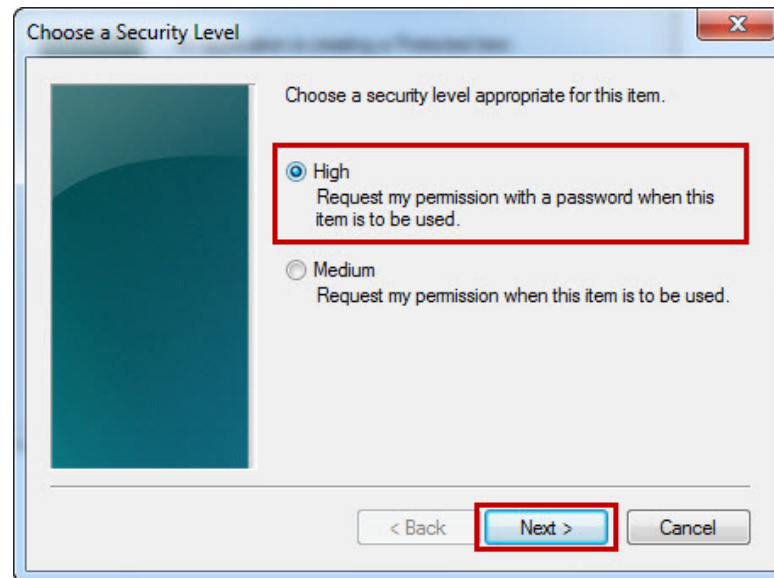 Choose a Security Level
Choose a security level appropriate for this item.
High
Request my permission with a password when this
item is to be used.
Medium
Request my permission when this item is to be used.
< Back
Next >
Cancel